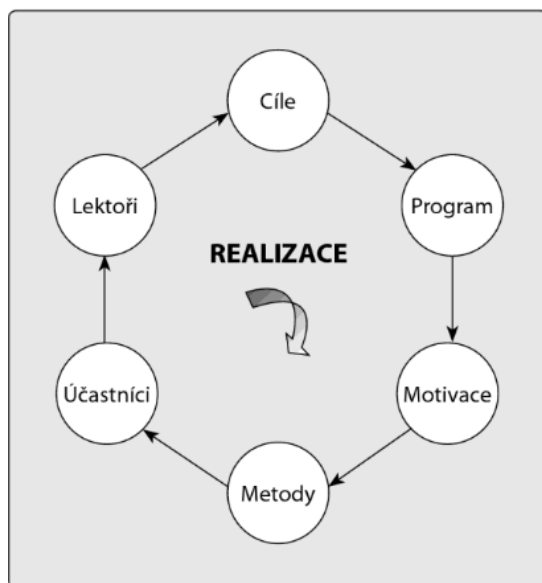 Cíle
Lektoři
Program
REALIZACE
Účastníci
Motivace
Metody